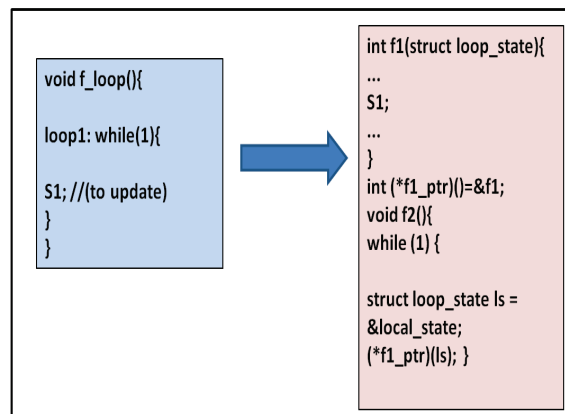 void f_loop(){
loop1: while(1){
S1; //(to update)
}
}
int f1(struct loop_state){
...
S1;
...
}
int (*f1_ptr)()=&f1;
void f2(){
while (1) {
struct loop_state ls =
&local_state;
(*f1_ptr)(ls); }